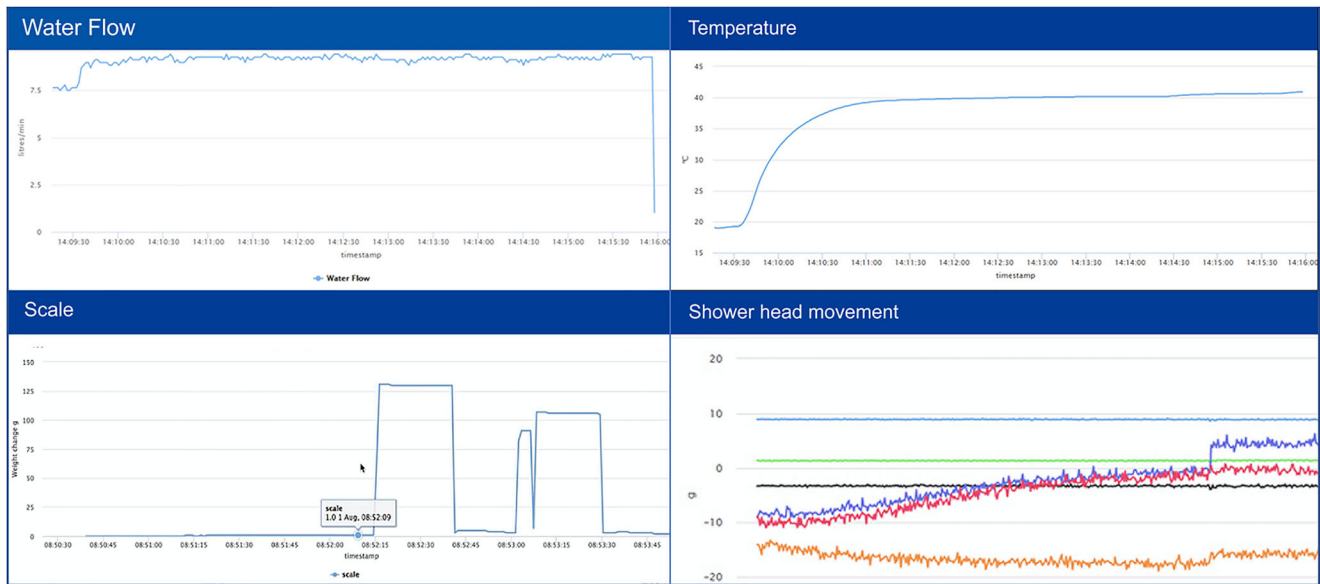 Water Flow
7.5
5
2.5
0
litres/min
14:09:30 14:10:00 14:10:30 14:11:00 14:11:30 14:12:00 14:12:30 14:13:00 14:13:30 14:14:00 14:14:30 14:15:00 14:15:30 14:16:00
timestamp
Water Flow
Temperature
45
40
35
30
25
20
15
°C
14:09:30 14:10:00 14:10:30 14:11:00 14:11:30 14:12:00 14:12:30 14:13:00 14:13:30 14:14:00 14:14:30 14:15:00 14:15:30 14:16:00
timestamp
Scale
150
125
100
75
50
25
0
Weight change g
scale
1.0 1 Aug, 08:52:09
08:50:30 08:50:45 08:51:00 08:51:15 08:51:30 08:51:45 08:52:00 08:52:15 08:52:30 08:52:45 08:53:00 08:53:15 08:53:30 08:53:45
timestamp
scale
Shower head movement
20
10
0
-10
-20
g